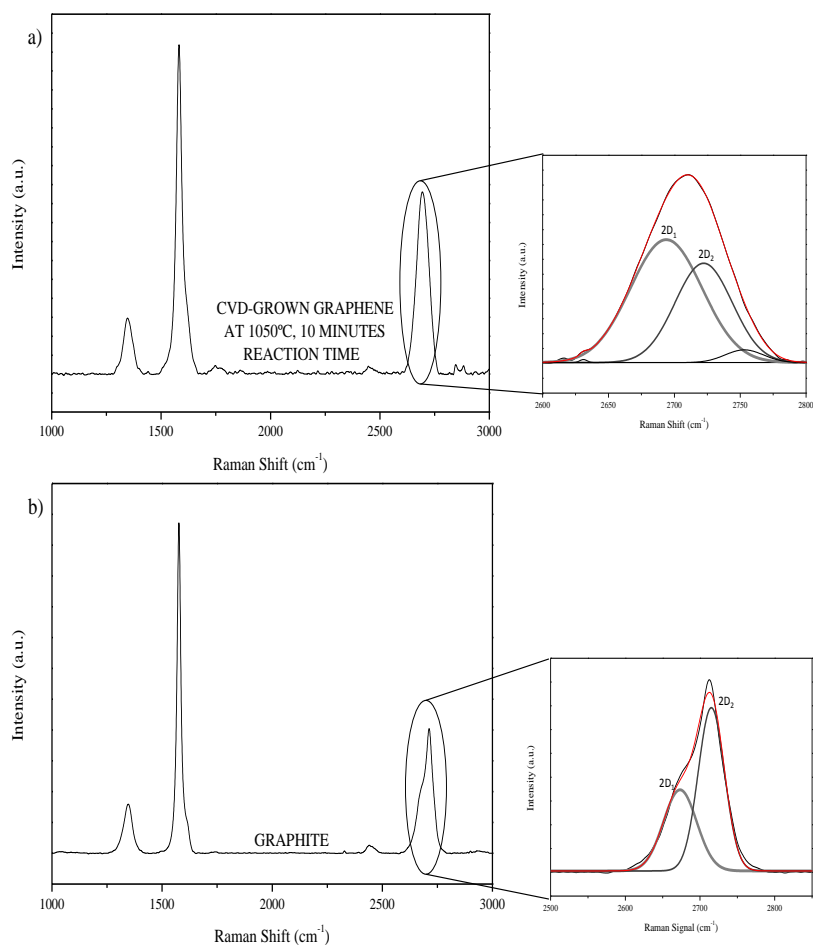 a)
Intensity (a.u.)
CVD-GROWN GRAPHENE
AT 1050ºC, 10 MINUTES
REACTION TIME
1000 1500 2000 2500 3000
Raman Shift (cm-1)
2D1
2D2
Intensity (a.u.)
2600 2650 2700 2750 2800
Raman Shift (cm-1)
b)
Intensity (a.u.)
GRAPHITE
1000 1500 2000 2500 3000
Raman Shift (cm-1)
2D2
2D1
Intensity (a.u.)
2500 2600 2700 2800
Raman Signal (cm-1)